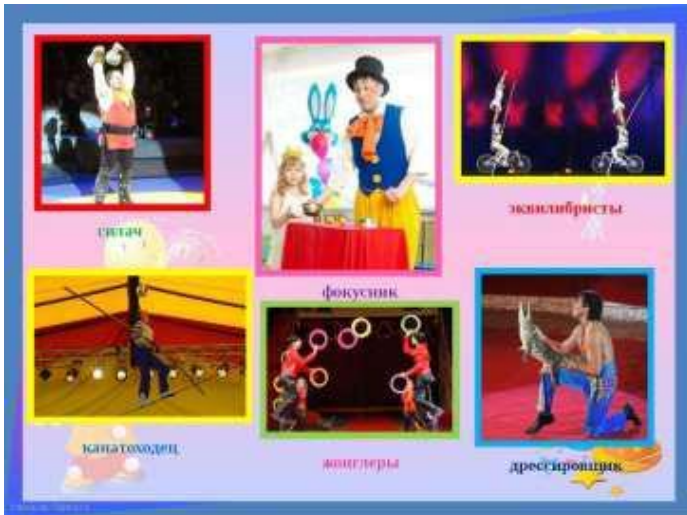 силач
фокусник
эквилибристы
канатоходец
жонглеры
дрессировщик